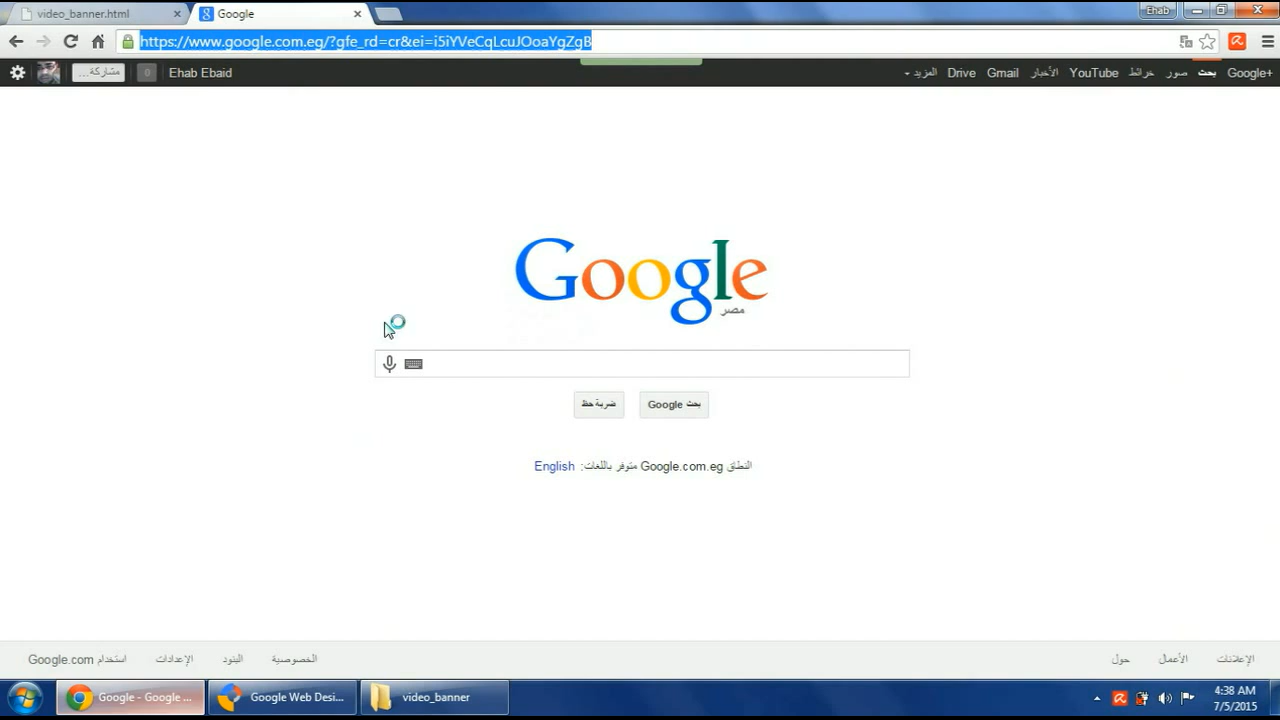 video_banner.html
Google
Ehab
https://www.google.com.eg/?gfe_rd=cr&ei=i5iYVeCqLcuJOoaYgZgB
مشاركة...
0
Ehab Ebaid
المزيد
Drive
Gmail
الأخبار
YouTube
خرائط
صور
بحث
Google+
Google
مصر
ضربة حظ
بحث Google
النطاق Google.com.eg متوفر باللغات: English
استخدام Google.com
الإعدادات
البنود
الخصوصية
حول
الأعمال
الإعلانات
Google - Google ...
Google Web Desi...
video_banner
4:38 AM
7/5/2015